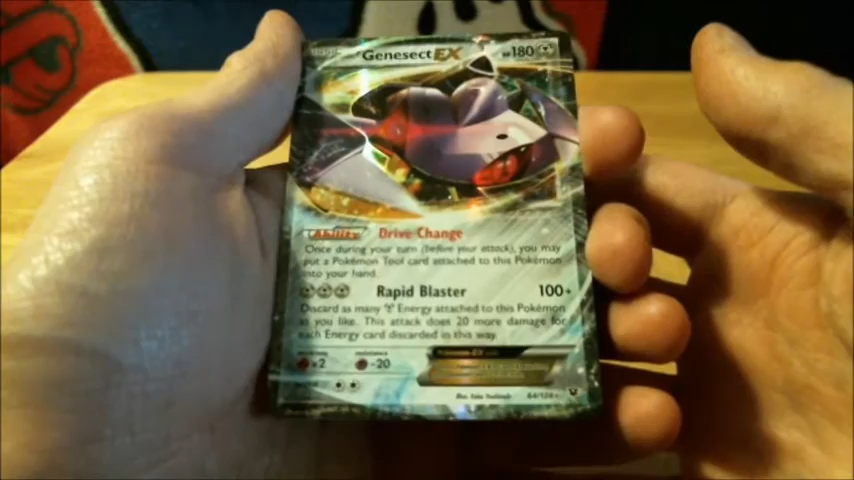 Genesect EX HP180
Ability Drive Change
Once during your turn (before your attack), you may
put a Pokémon Tool card attached to this Pokémon
into your hand.
Rapid Blaster 100+
Discard as many Energy attached to this Pokémon
as you like. This attack does 20 more damage for
each Energy card discarded in this way.
weakness resistance
×2 -20
64/124